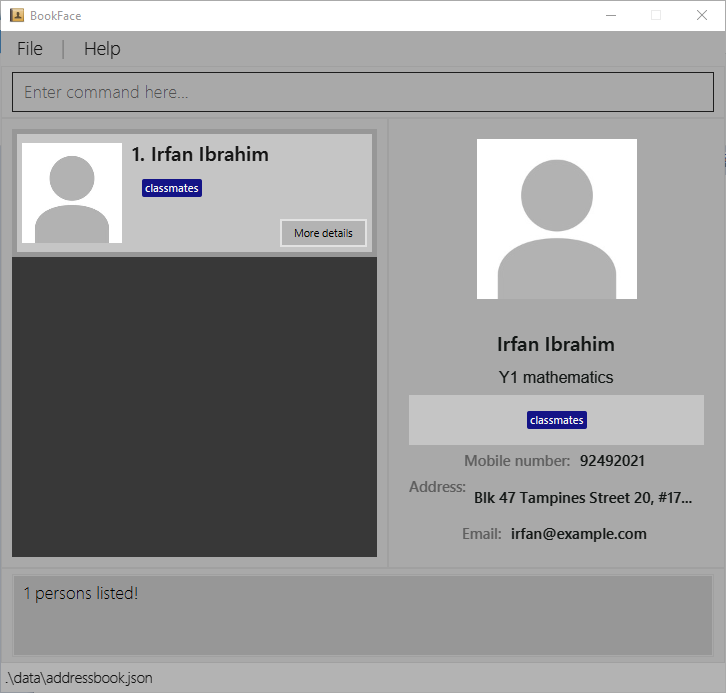 BookFace
File | Help
Enter command here...
1. Irfan Ibrahim
classmates
More details
Irfan Ibrahim
Y1 mathematics
classmates
Mobile number: 92492021
Address: Blk 47 Tampines Street 20, #17...
Email: irfan@example.com
1 persons listed!
.\data\addressbook.json